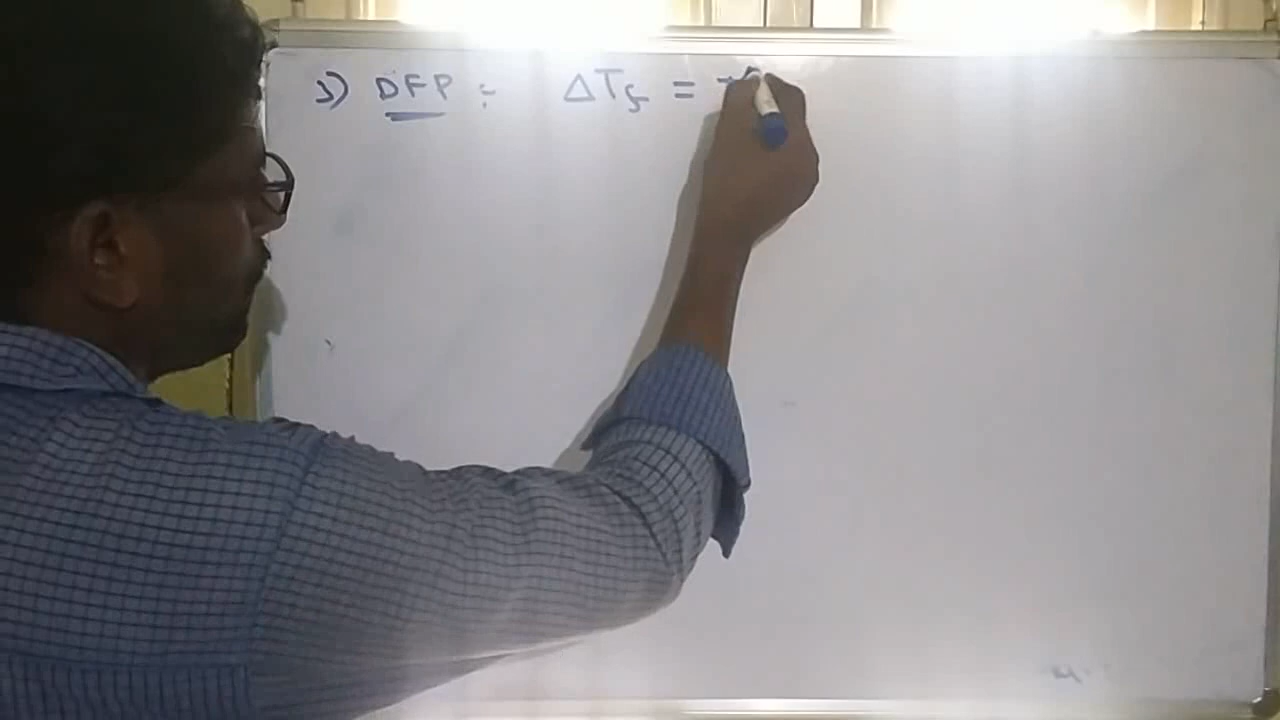 3) DFP : ΔTf =